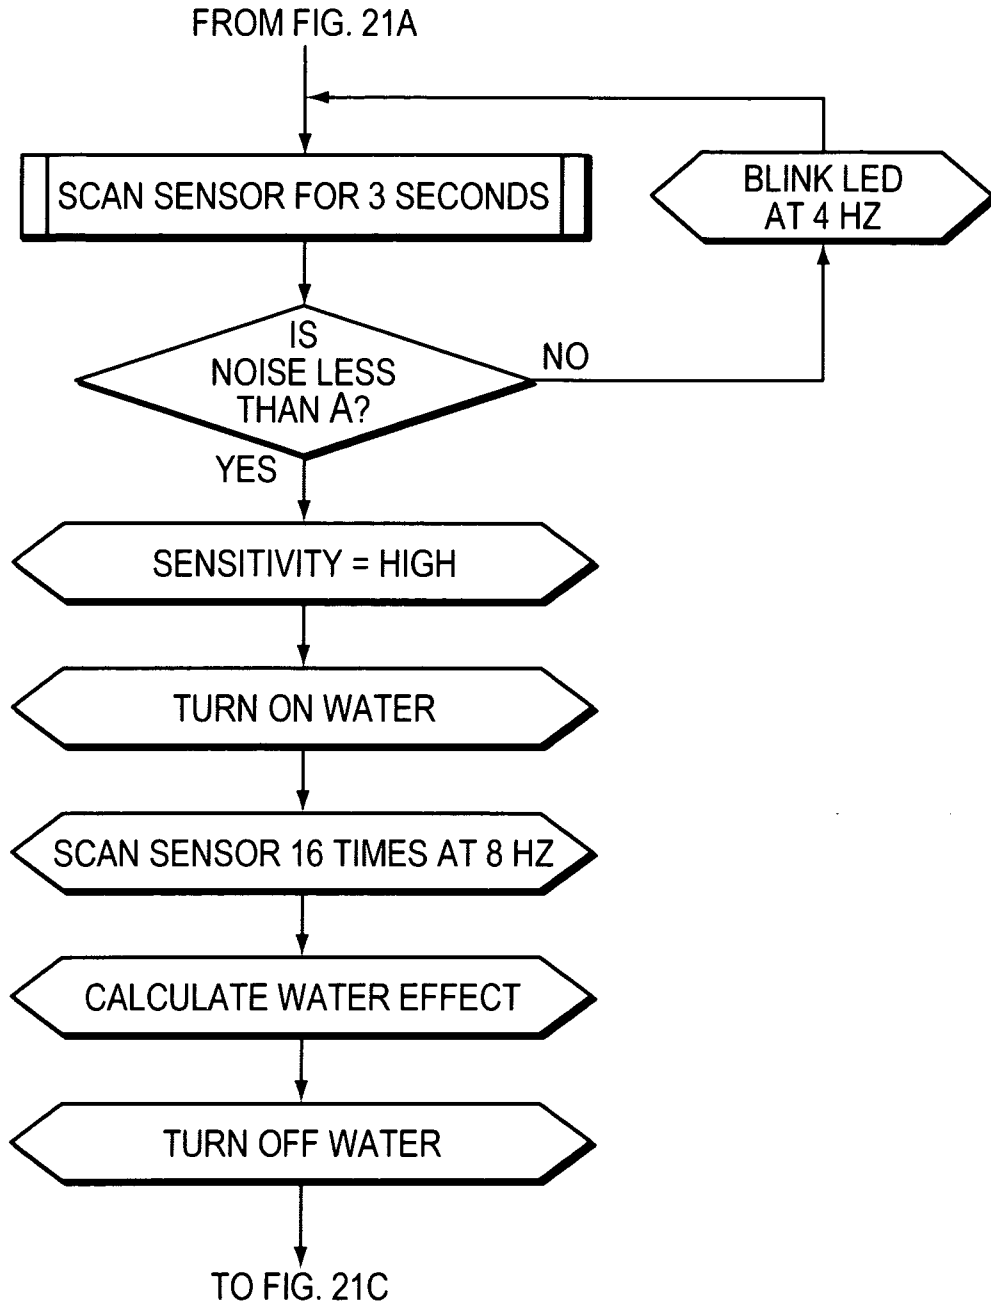 FROM FIG. 21A
SCAN SENSOR FOR 3 SECONDS
BLINK LED
AT 4 HZ
IS
NOISE LESS
THAN A?
NO
YES
SENSITIVITY = HIGH
TURN ON WATER
SCAN SENSOR 16 TIMES AT 8 HZ
CALCULATE WATER EFFECT
TURN OFF WATER
TO FIG. 21C